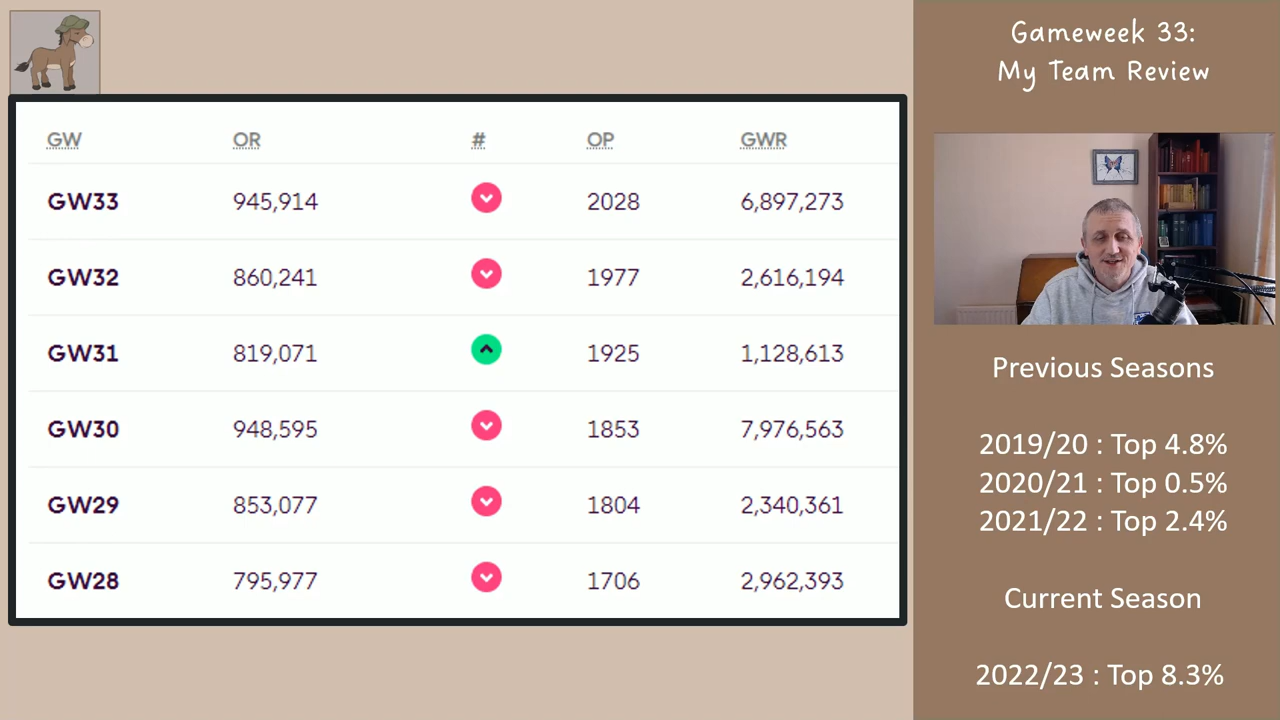 GW OR # OP GWR
GW33 945,914 2028 6,897,273
GW32 860,241 1977 2,616,194
GW31 819,071 1925 1,128,613
GW30 948,595 1853 7,976,563
GW29 853,077 1804 2,340,361
GW28 795,977 1706 2,962,393
Gameweek 33:
My Team Review
Previous Seasons
2019/20 : Top 4.8%
2020/21 : Top 0.5%
2021/22 : Top 2.4%
Current Season
2022/23 : Top 8.3%